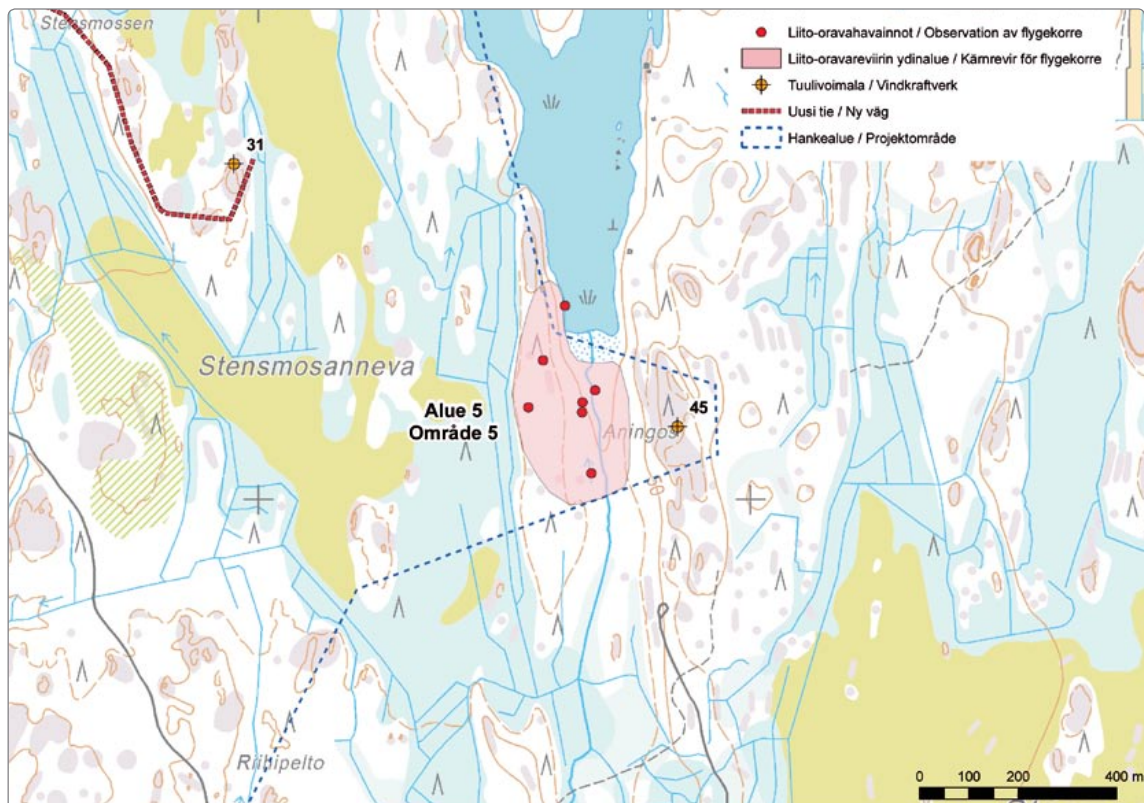 Stensmossen
Liito-oravahavainnot / Observation av flygekorre
Liito-oravareviirin ydinalue / Kärnrevir för flygekorre
Tuulivoimala / Vindkraftverk
Uusi tie / Ny väg
Hankealue / Projektområde
31
Stensmosanneva
Alue 5
Område 5
45
Aningos
Riihipelto
0 100 200 400 m